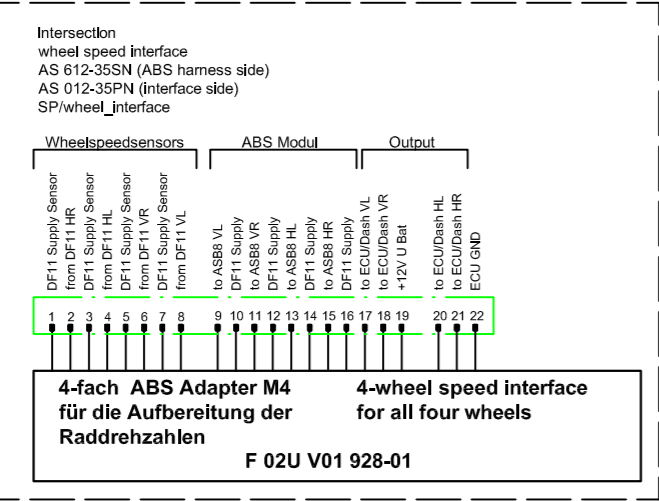 Intersection
wheel speed interface
AS 612-35SN (ABS harness side)
AS 012-35PN (interface side)
SP/wheel_interface
Wheelspeedsensors
ABS Modul
Output
DF11 Supply Sensor
from DF11 HR
DF11 Supply Sensor
from DF11 HL
DF11 Supply Sensor
from DF11 VR
DF11 Supply Sensor
from DF11 VL
to ASB8 VL
DF11 Supply
to ASB8 VR
DF11 Supply
to ASB8 HL
DF11 Supply
to ASB8 HR
DF11 Supply
to ECU/Dash VL
to ECU/Dash VR
+12V U Bat
to ECU/Dash HL
to ECU/Dash HR
ECU GND
1 2 3 4 5 6 7 8 9 10 11 12 13 14 15 16 17 18 19 20 21 22
4-fach ABS Adapter M4
für die Aufbereitung der
Raddrehzahlen
4-wheel speed interface
for all four wheels
F 02U V01 928-01